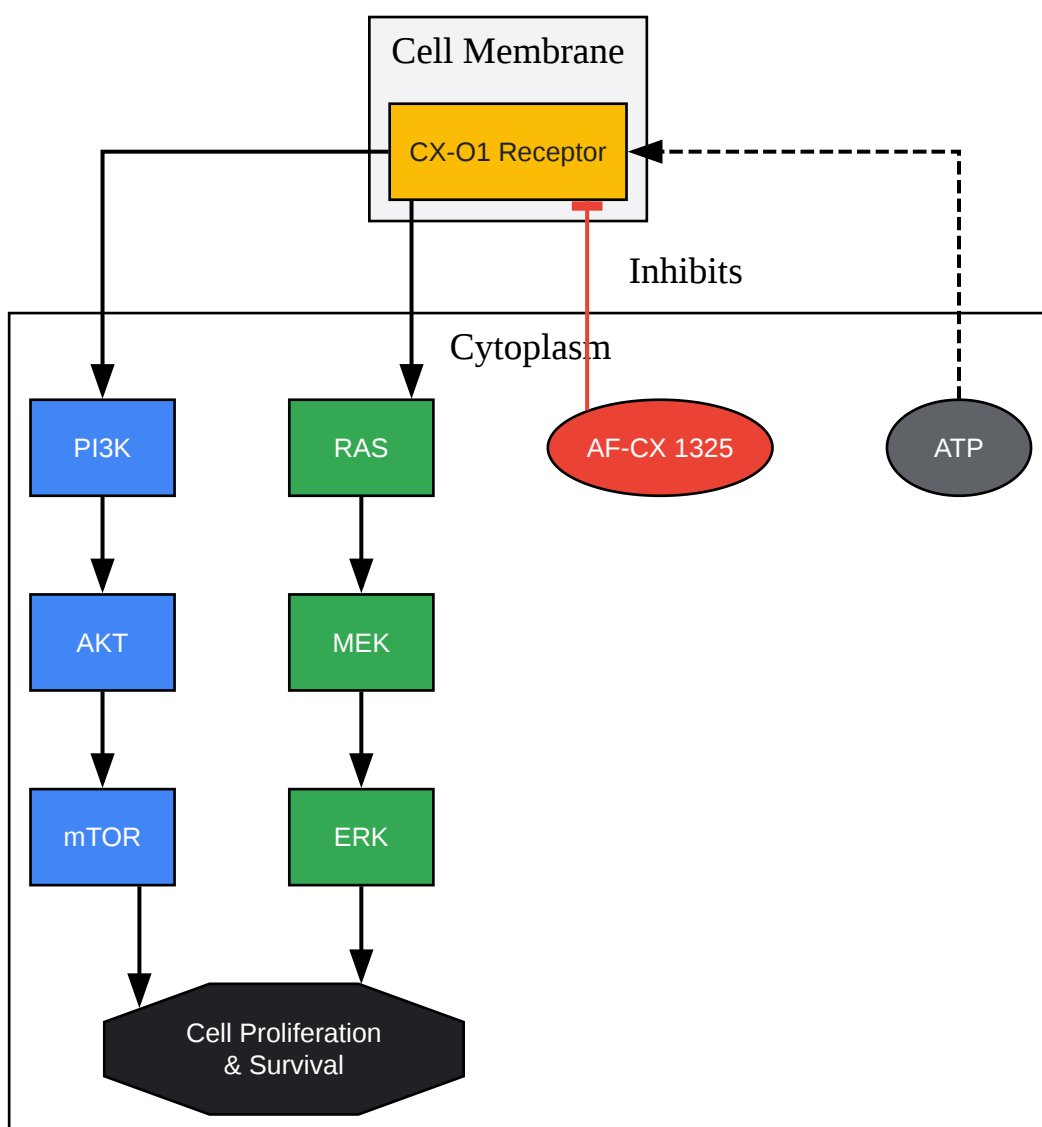 Cell Membrane
CX-O1 Receptor
Inhibits
Cytoplasm
PI3K
RAS
AF-CX 1325
ATP
AKT
MEK
mTOR
ERK
Cell Proliferation
& Survival